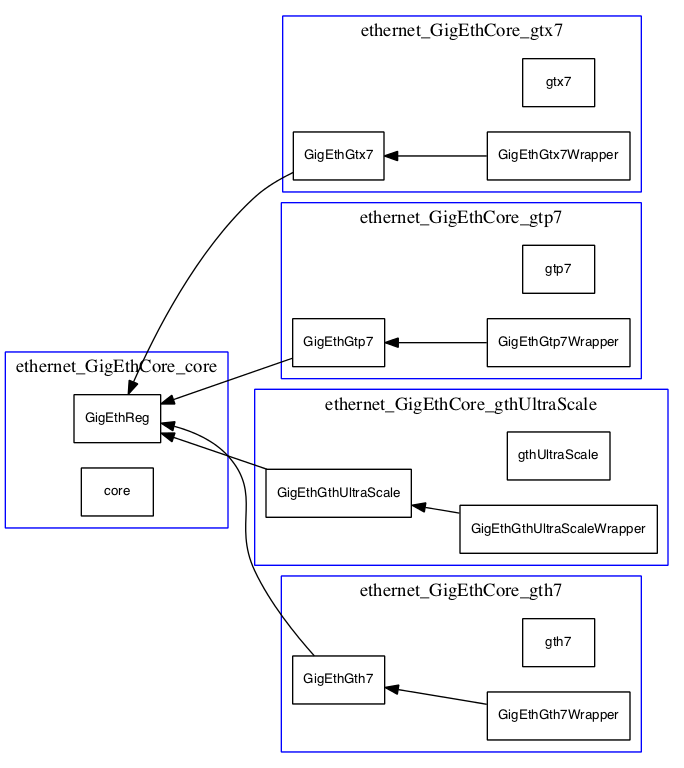 ethernet_GigEthCore_gtx7
gtx7
GigEthGtx7
GigEthGtx7Wrapper
ethernet_GigEthCore_gtp7
gtp7
GigEthGtp7
GigEthGtp7Wrapper
ethernet_GigEthCore_core
GigEthReg
core
ethernet_GigEthCore_gthUltraScale
gthUltraScale
GigEthGthUltraScale
GigEthGthUltraScaleWrapper
ethernet_GigEthCore_gth7
gth7
GigEthGth7
GigEthGth7Wrapper